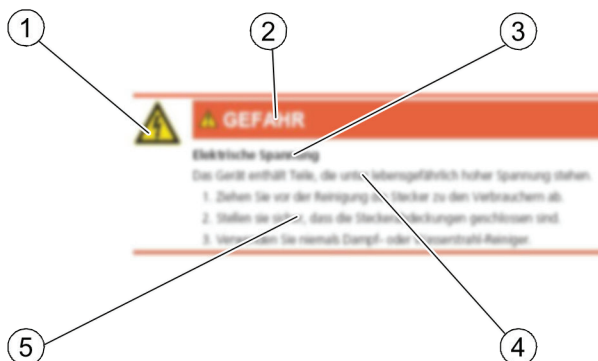 1
2
3
GEFAHR
Elektrische Spannung
Das Gerät enthält Teile, die unter lebensgefährlich hoher Spannung stehen.
1. Ziehen Sie vor der Reinigung die Stecker zu den Verbrauchern ab.
2. Stellen sie sicher, dass die Steckerabdeckungen geschlossen sind.
3. Verwenden Sie niemals Dampf- oder Wasserstrahl-Reiniger.
5
4